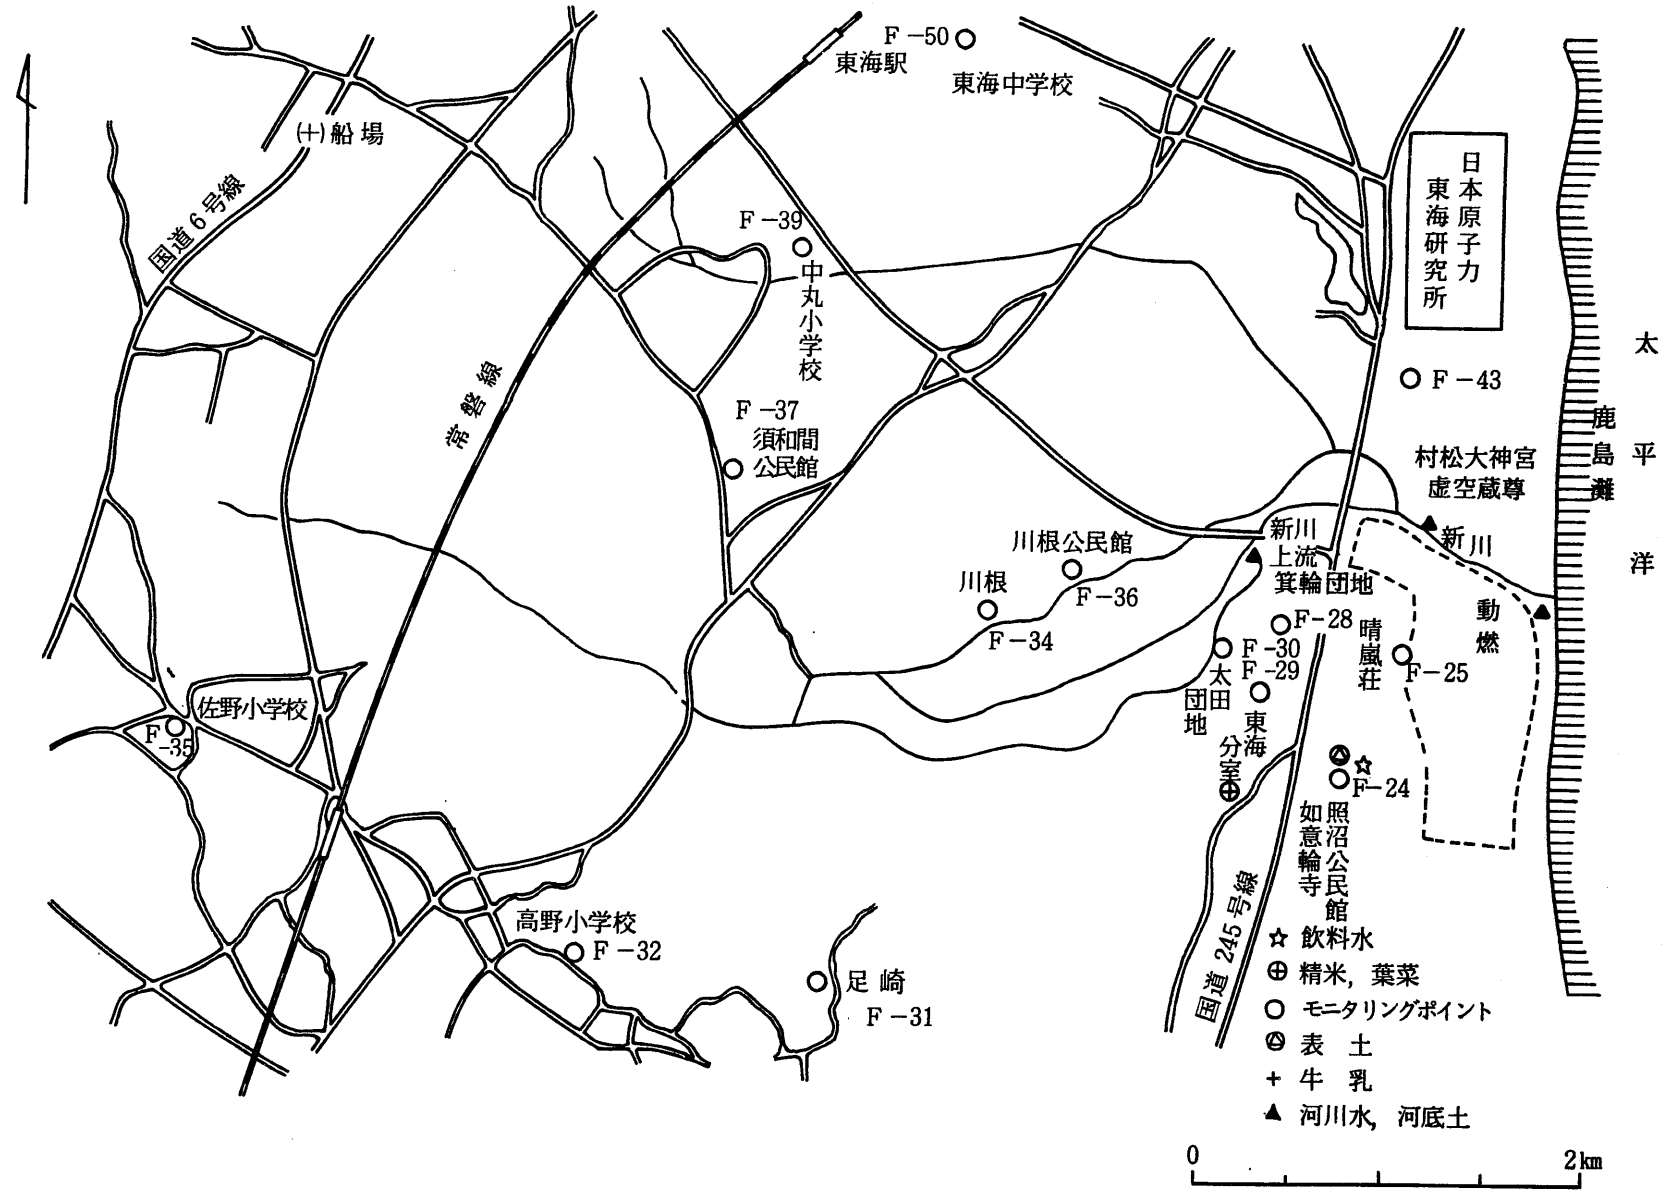 F-50
東海駅
東海中学校
(+)船場
国道6号線
日本原子力
東海研究所
F-39
中丸小学校
太平洋
鹿島灘
常磐線
F-43
F-37
須和間
公民館
村松大神宮
虚空蔵尊
新川
新川
上流
川根公民館
F-36
川根
F-34
箕輪団地
F-28
動燃
晴嵐荘
F-25
F-30
太田
団地
F-29
東海
分室
佐野小学校
F
-35
F-24
照沼公民館
如意輪寺
国道245号線
高野小学校
F-32
足崎
F-31
☆ 飲料水
⊕ 精米，葉菜
○ モニタリングポイント
表土
+ 牛乳
▲ 河川水，河底土
0
2km